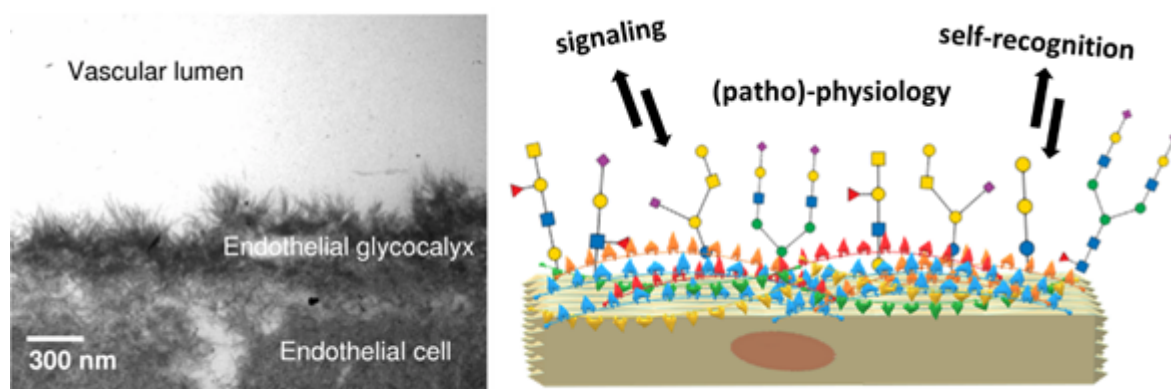 Vascular lumen
Endothelial glycocalyx
300 nm
Endothelial cell
signaling
self-recognition
(patho)-physiology